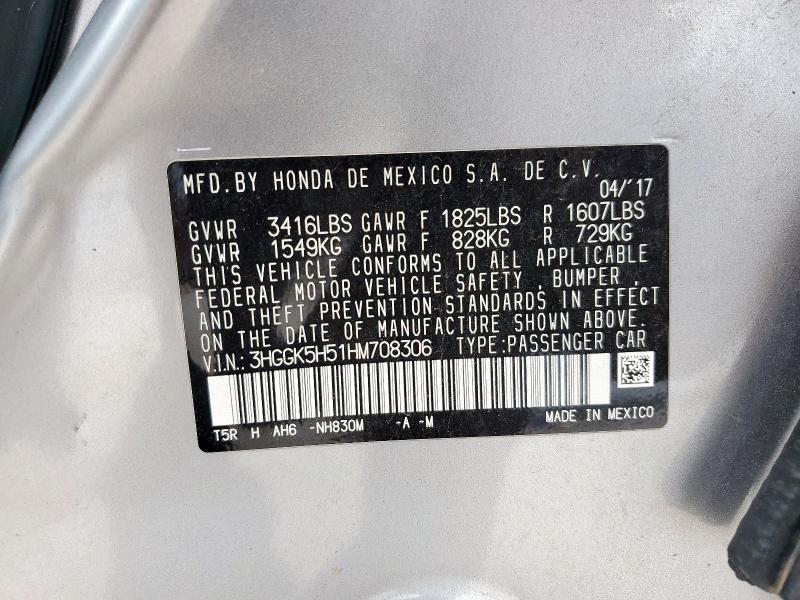 MFD.BY HONDA DE MEXICO S.A. DE C.V.
04/'17
GVWR 3416LBS GAWR F 1825LBS R 1607LBS
GVWR 1549KG GAWR F 828KG R 729KG
THIS VEHICLE CONFORMS TO ALL APPLICABLE
FEDERAL MOTOR VEHICLE SAFETY , BUMPER ,
AND THEFT PREVENTION STANDARDS IN EFFECT
ON THE DATE OF MANUFACTURE SHOWN ABOVE.
V.I.N.: 3HGGK5H51HM708306 TYPE:PASSENGER CAR
T5R H AH6 -NH830M -A -M MADE IN MEXICO